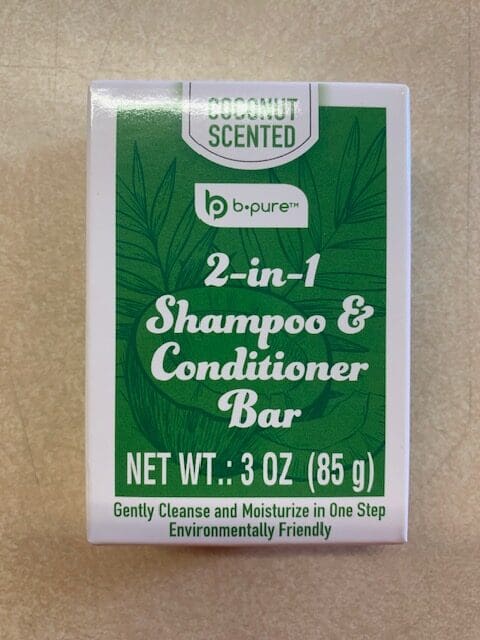 COCONUT
SCENTED
b b•pure™
2-in-1
Shampoo &
Conditioner
Bar
NET WT.: 3 OZ (85 g)
Gently Cleanse and Moisturize in One Step
Environmentally Friendly